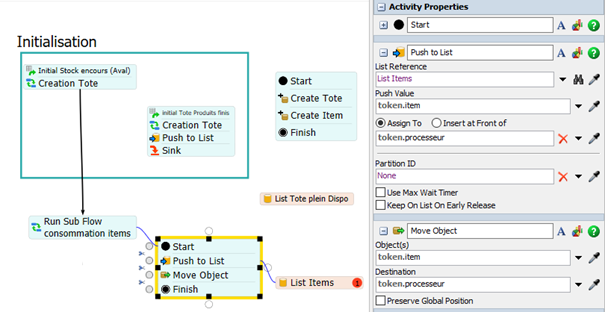 Initialisation
Initial Stock encours (Aval)
Creation Tote
Initial Tote Produits finis
Creation Tote
Push to List
Sink
Start
Create Tote
Create Item
Finish
List Tote plein Dispo
Run Sub Flow
consommation items
Start
Push to List
Move Object
Finish
List Items 1
Activity Properties
Start A ?
Push to List A ?
List Reference
List Items
Push Value
token.item
Assign To Insert at Front of
token.processeur
Partition ID
None
Use Max Wait Timer
Keep On List On Early Release
Move Object A ?
Object(s)
token.item
Destination
token.processeur
Preserve Global Position